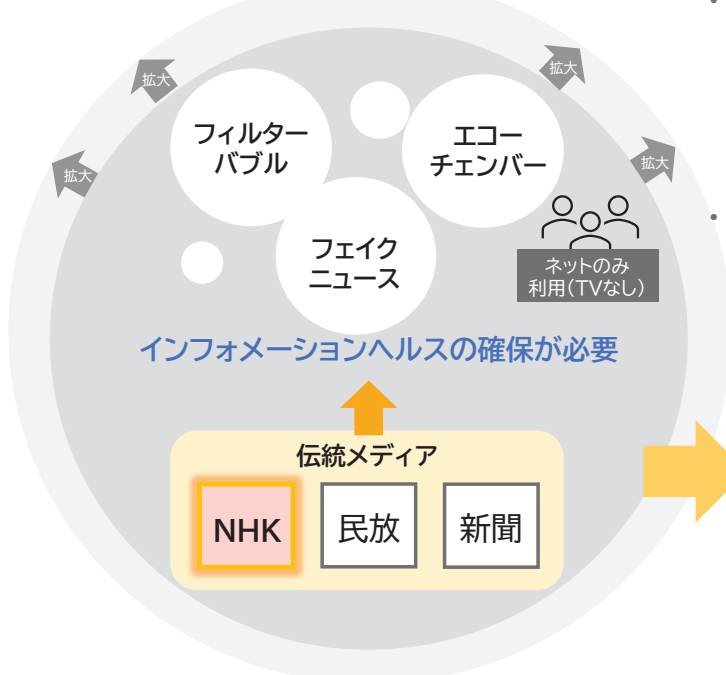 拡大
拡大
拡大
拡大
フィルター
バブル
エコー
チェンバー
フェイク
ニュース
ネットのみ
利用(TVなし)
インフォメーションヘルスの確保が必要
伝統メディア
NHK
民放
新聞